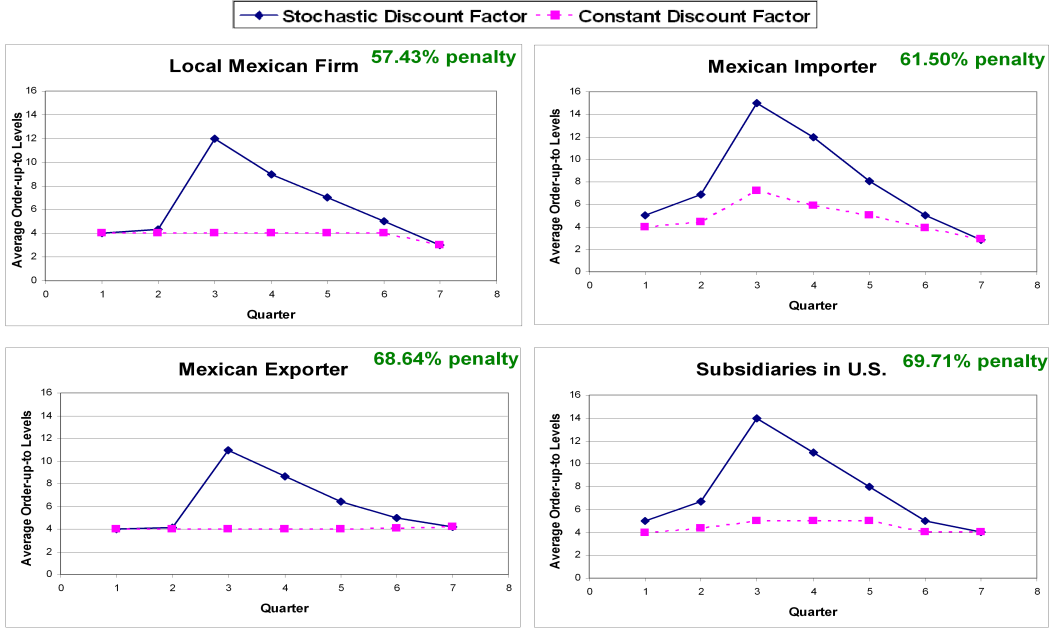 Stochastic Discount Factor Constant Discount Factor
Local Mexican Firm 57.43% penalty
Average Order-up-to Levels
16
14
12
10
8
6
4
2
0
0 1 2 3 4 5 6 7 8
Quarter
Mexican Importer 61.50% penalty
Average Order-up-to Levels
16
14
12
10
8
6
4
2
0
0 1 2 3 4 5 6 7 8
Quarter
Mexican Exporter 68.64% penalty
Average Order-up-to Levels
16
14
12
10
8
6
4
2
0
0 1 2 3 4 5 6 7 8
Quarter
Subsidiaries in U.S. 69.71% penalty
Average Order-up-to Levels
16
14
12
10
8
6
4
2
0
0 1 2 3 4 5 6 7 8
Quarter